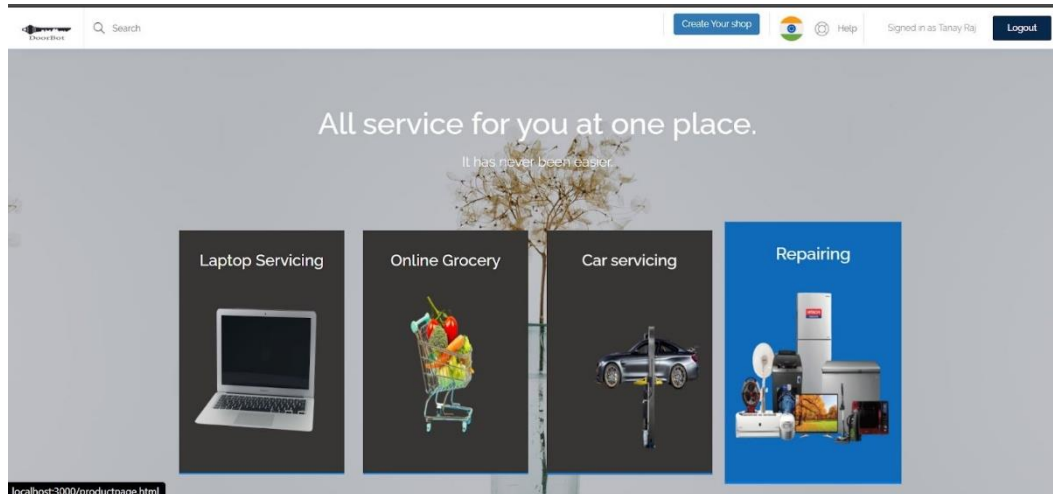 DoorBot
Search
Create Your shop
Help
Signed in as Tanay Raj
Logout
All service for you at one place.
It has never been easier.
Laptop Servicing
Online Grocery
Car servicing
Repairing
localhost:3000/productpage.html